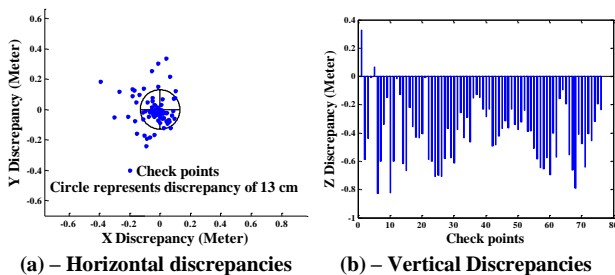 0.6
0.4
0.2
0
-0.2
-0.4
-0.6
Y Discrepancy (Meter)
Check points
Circle represents discrepancy of 13 cm
-0.6 -0.4 -0.2 0 0.2 0.4 0.6 0.8
X Discrepancy (Meter)
(a) – Horizontal discrepancies
0.4
0.2
0
-0.2
-0.4
-0.6
-0.8
-1
Z Discrepancy (Meter)
0 10 20 30 40 50 60 70 80
Check points
(b) – Vertical Discrepancies